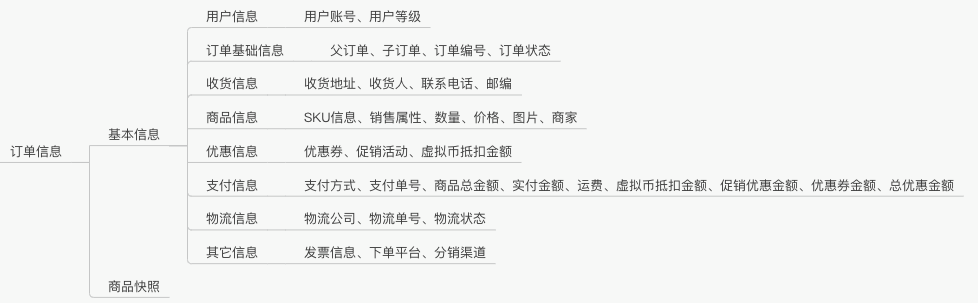 用户信息 用户账号、用户等级
订单基础信息 父订单、子订单、订单编号、订单状态
收货信息 收货地址、收货人、联系电话、邮编
商品信息 SKU信息、销售属性、数量、价格、图片、商家
基本信息
订单信息
优惠信息 优惠券、促销活动、虚拟币抵扣金额
支付信息 支付方式、支付单号、商品总金额、实付金额、运费、虚拟币抵扣金额、促销优惠金额、优惠券金额、总优惠金额
物流信息 物流公司、物流单号、物流状态
其它信息 发票信息、下单平台、分销渠道
商品快照